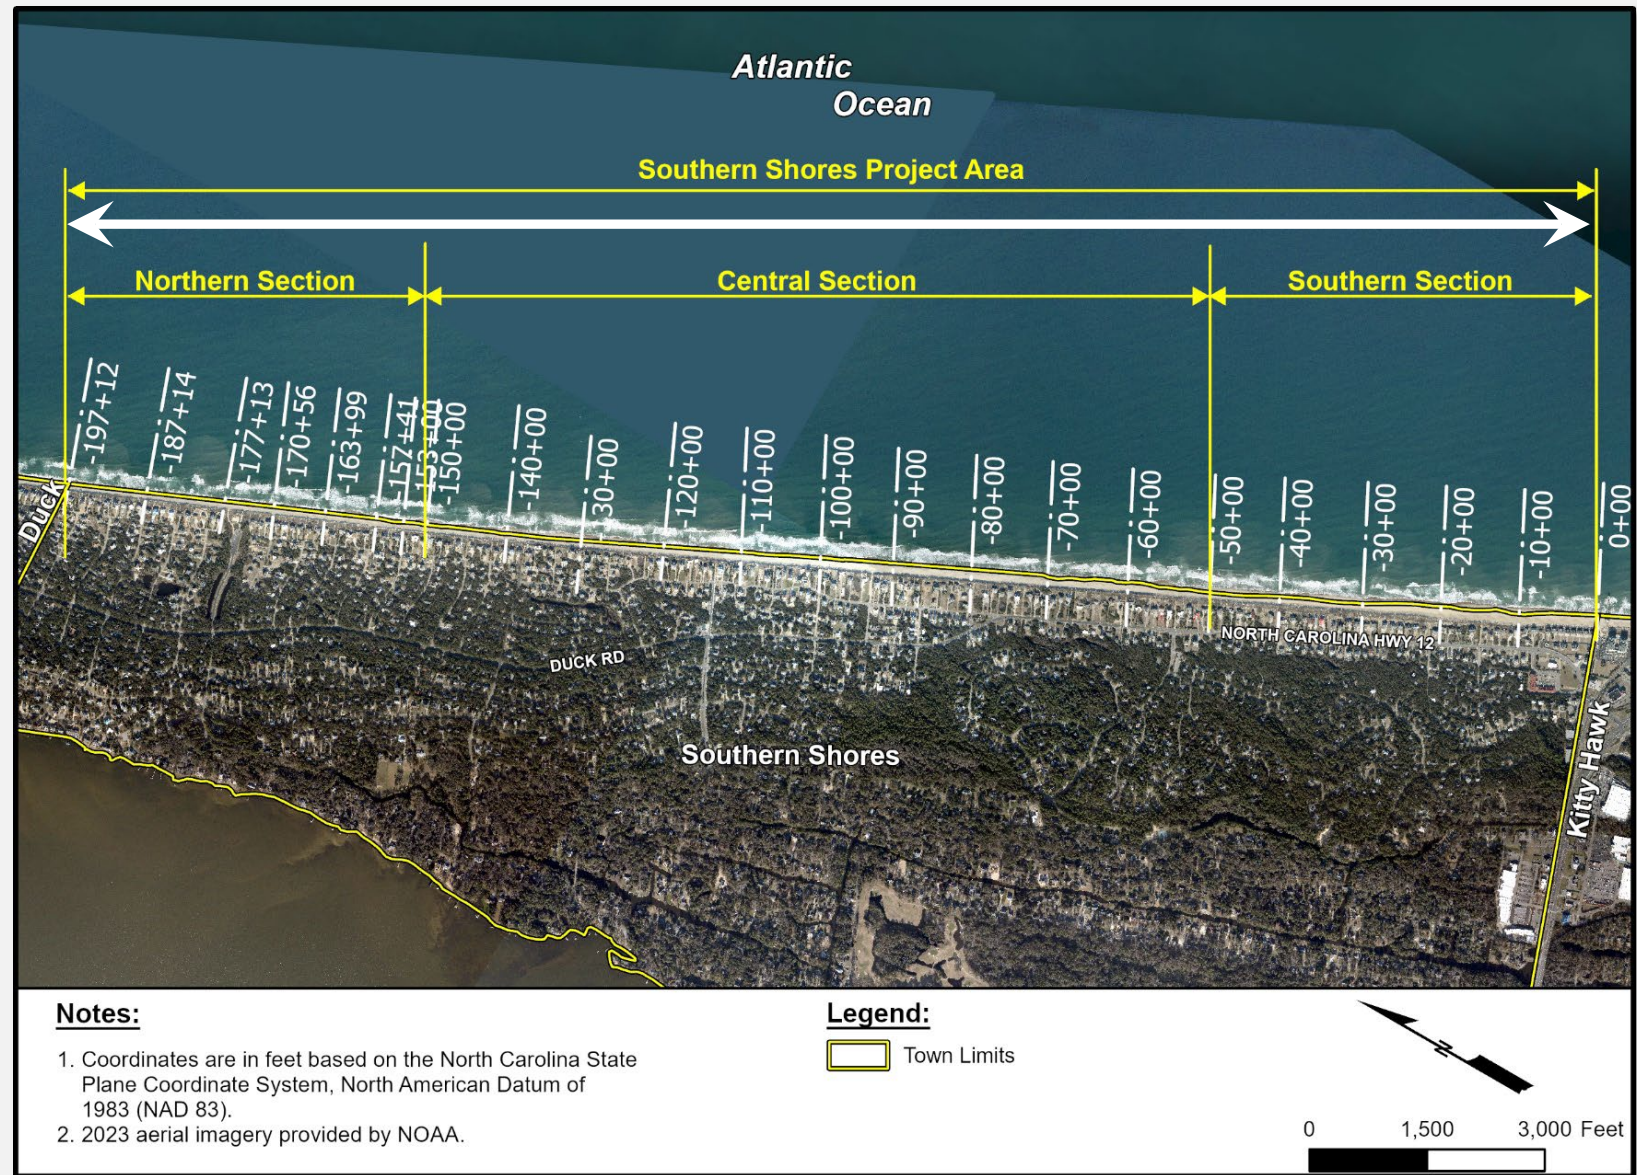 Atlantic
Ocean
Southern Shores Project Area
Northern Section
Central Section
Southern Section
-197+12
-187+14
-177+13
-170+56
-163+99
-157+41
-153+00
-150+00
-140+00
-30+00
-120+00
-110+00
-100+00
-90+00
-80+00
-70+00
-60+00
-50+00
-40+00
-30+00
-20+00
-10+00
0+00
Duck
NORTH CAROLINA HWY 12
DUCK RD
Southern Shores
Kitty Hawk
Notes:
1. Coordinates are in feet based on the North Carolina State
Plane Coordinate System, North American Datum of
1983 (NAD 83).
2. 2023 aerial imagery provided by NOAA.
Legend:
Town Limits
N
0 1,500 3,000 Feet